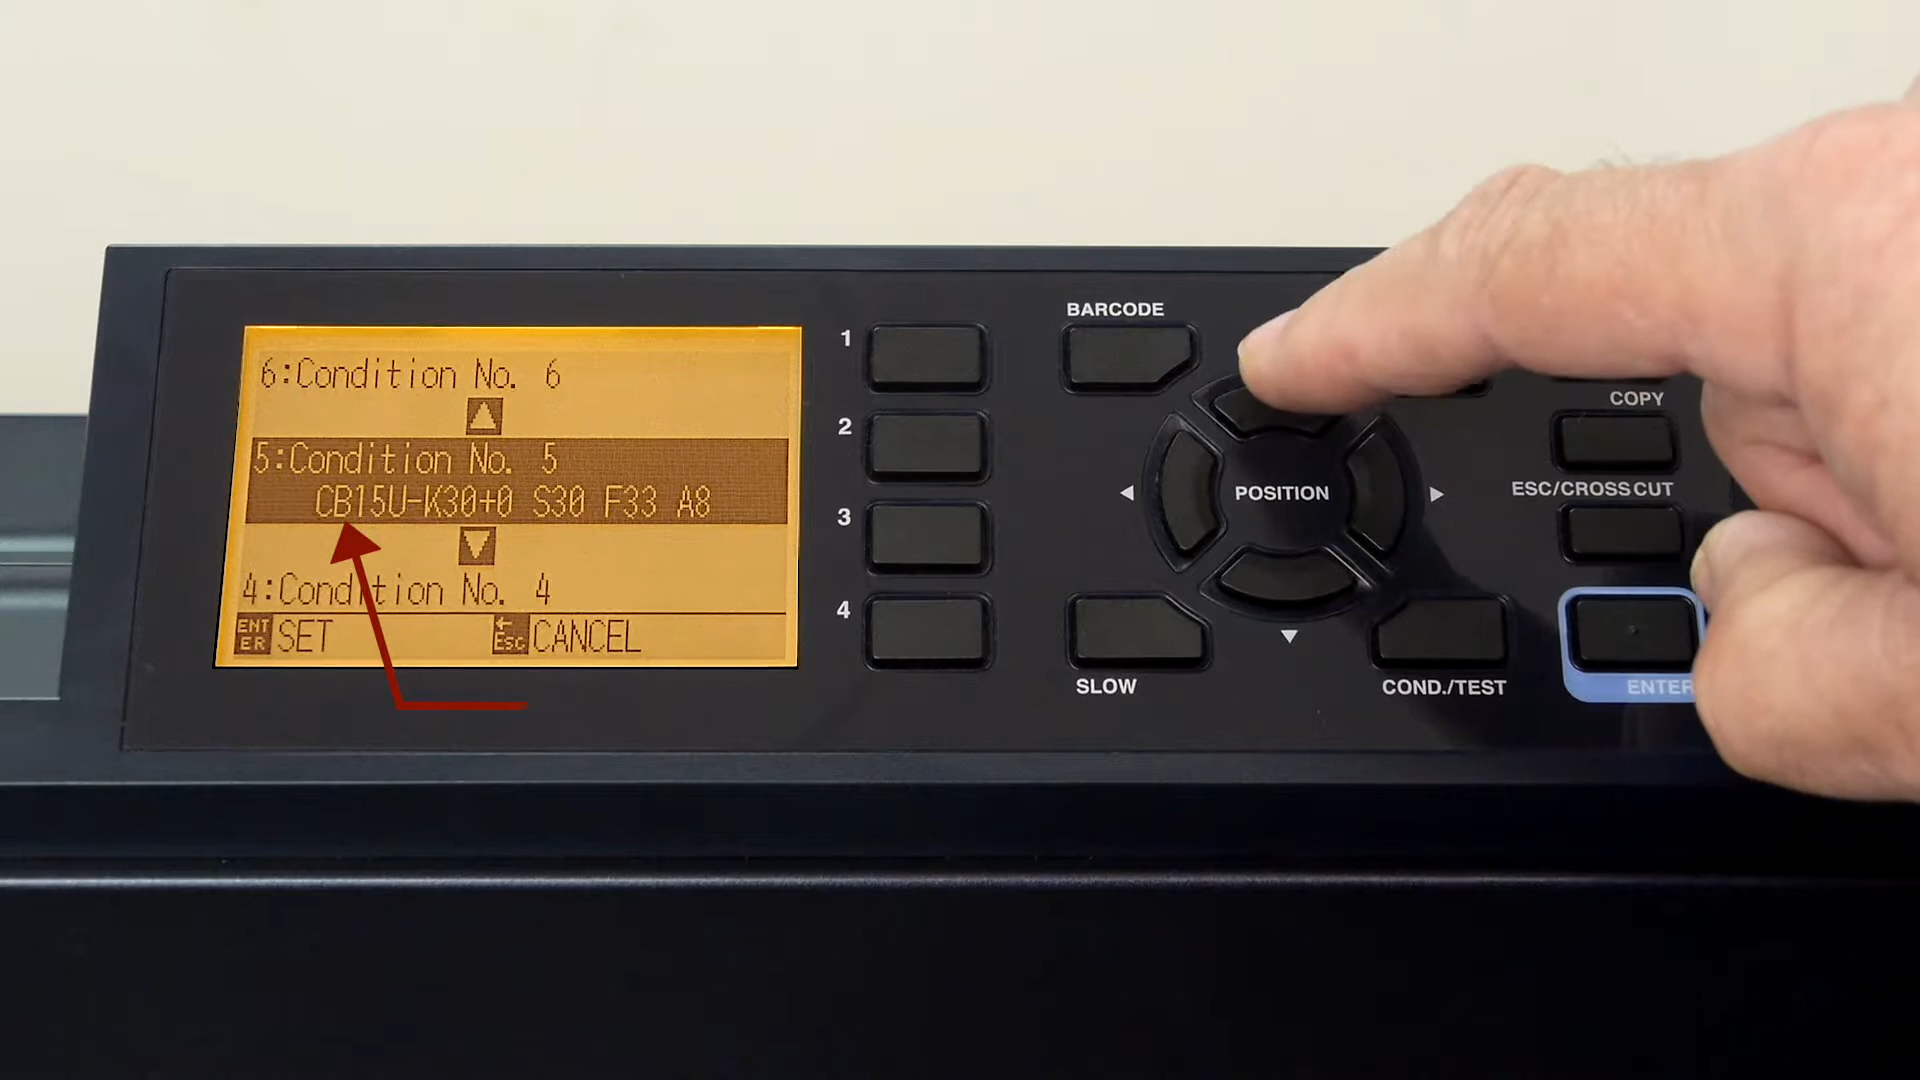 6:Condition No. 6
5:Condition No. 5
CB15U-K30+0 S30 F33 A8
4:Condition No. 4
ENTER SET
ESC CANCEL
1
2
3
4
BARCODE
POSITION
SLOW
COND./TEST
COPY
ESC/CROSS CUT
ENTER